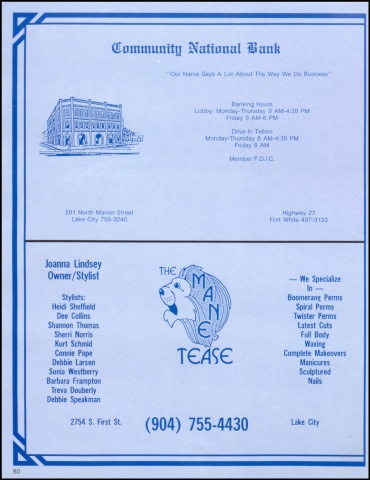 Community National Bank
"Our Name Says A Lot About The Way We Do Business"
Banking Hours
Lobby: Monday-Thursday 9 AM-4:30 PM
Friday 9 AM-6 PM
Drive-In Tellers
Monday-Thursday 8 AM-4:30 PM
Friday 8 AM
Member F.D.I.C.
201 North Marion Street
Lake City 755-3240
Highway 27
Fort White 497-3133
Joanna Lindsey
Owner/Stylist
Stylists:
Heidi Sheffield
Dee Collins
Shannon Thomas
Sherri Norris
Kurt Schmid
Connie Pope
Debbie Larson
Sonia Westberry
Barbara Frampton
Treva Douberly
Debbie Speakman
THE
MANE
TEASE
— We Specialize
In —
Boomerang Perms
Spiral Perms
Twister Perms
Latest Cuts
Full Body
Waxing
Complete Makeovers
Manicures
Sculptured
Nails
2754 S. First St.
(904) 755-4430
Lake City
80